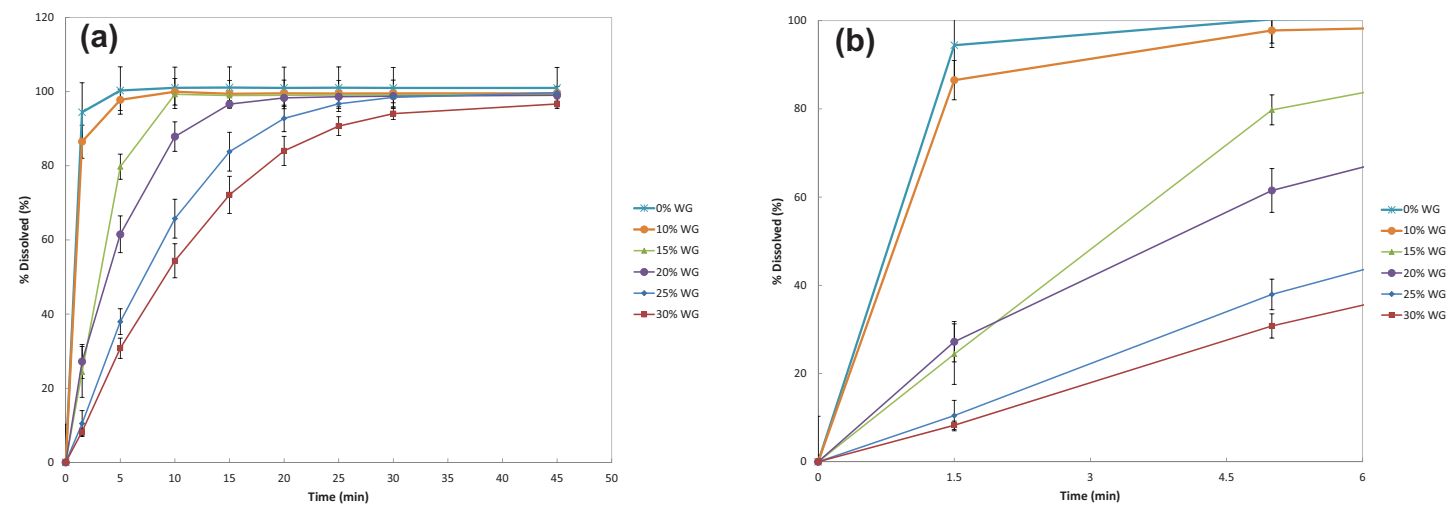 (a)
120
100
80
60
40
20
0
% Dissolved (%)
0 5 10 15 20 25 30 35 40 45 50
Time (min)
0% WG
10% WG
15% WG
20% WG
25% WG
30% WG
(b)
100
80
60
40
20
0
% Dissolved (%)
0 1.5 3 4.5 6
Time (min)
0% WG
10% WG
15% WG
20% WG
25% WG
30% WG